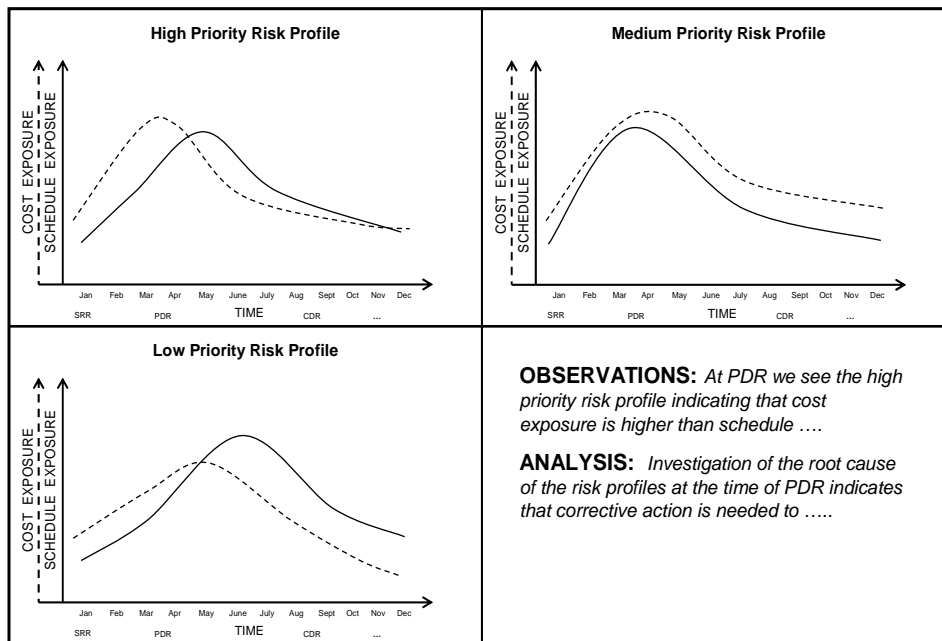 High Priority Risk Profile
COST EXPOSURE
SCHEDULE EXPOSURE
Jan Feb Mar Apr May June July Aug Sept Oct Nov Dec
SRR PDR TIME CDR ...
Medium Priority Risk Profile
COST EXPOSURE
SCHEDULE EXPOSURE
Jan Feb Mar Apr May June July Aug Sept Oct Nov Dec
SRR PDR TIME CDR ...
Low Priority Risk Profile
COST EXPOSURE
SCHEDULE EXPOSURE
Jan Feb Mar Apr May June July Aug Sept Oct Nov Dec
SRR PDR TIME CDR ...
OBSERVATIONS: At PDR we see the high
priority risk profile indicating that cost
exposure is higher than schedule ….
ANALYSIS: Investigation of the root cause
of the risk profiles at the time of PDR indicates
that corrective action is needed to …..